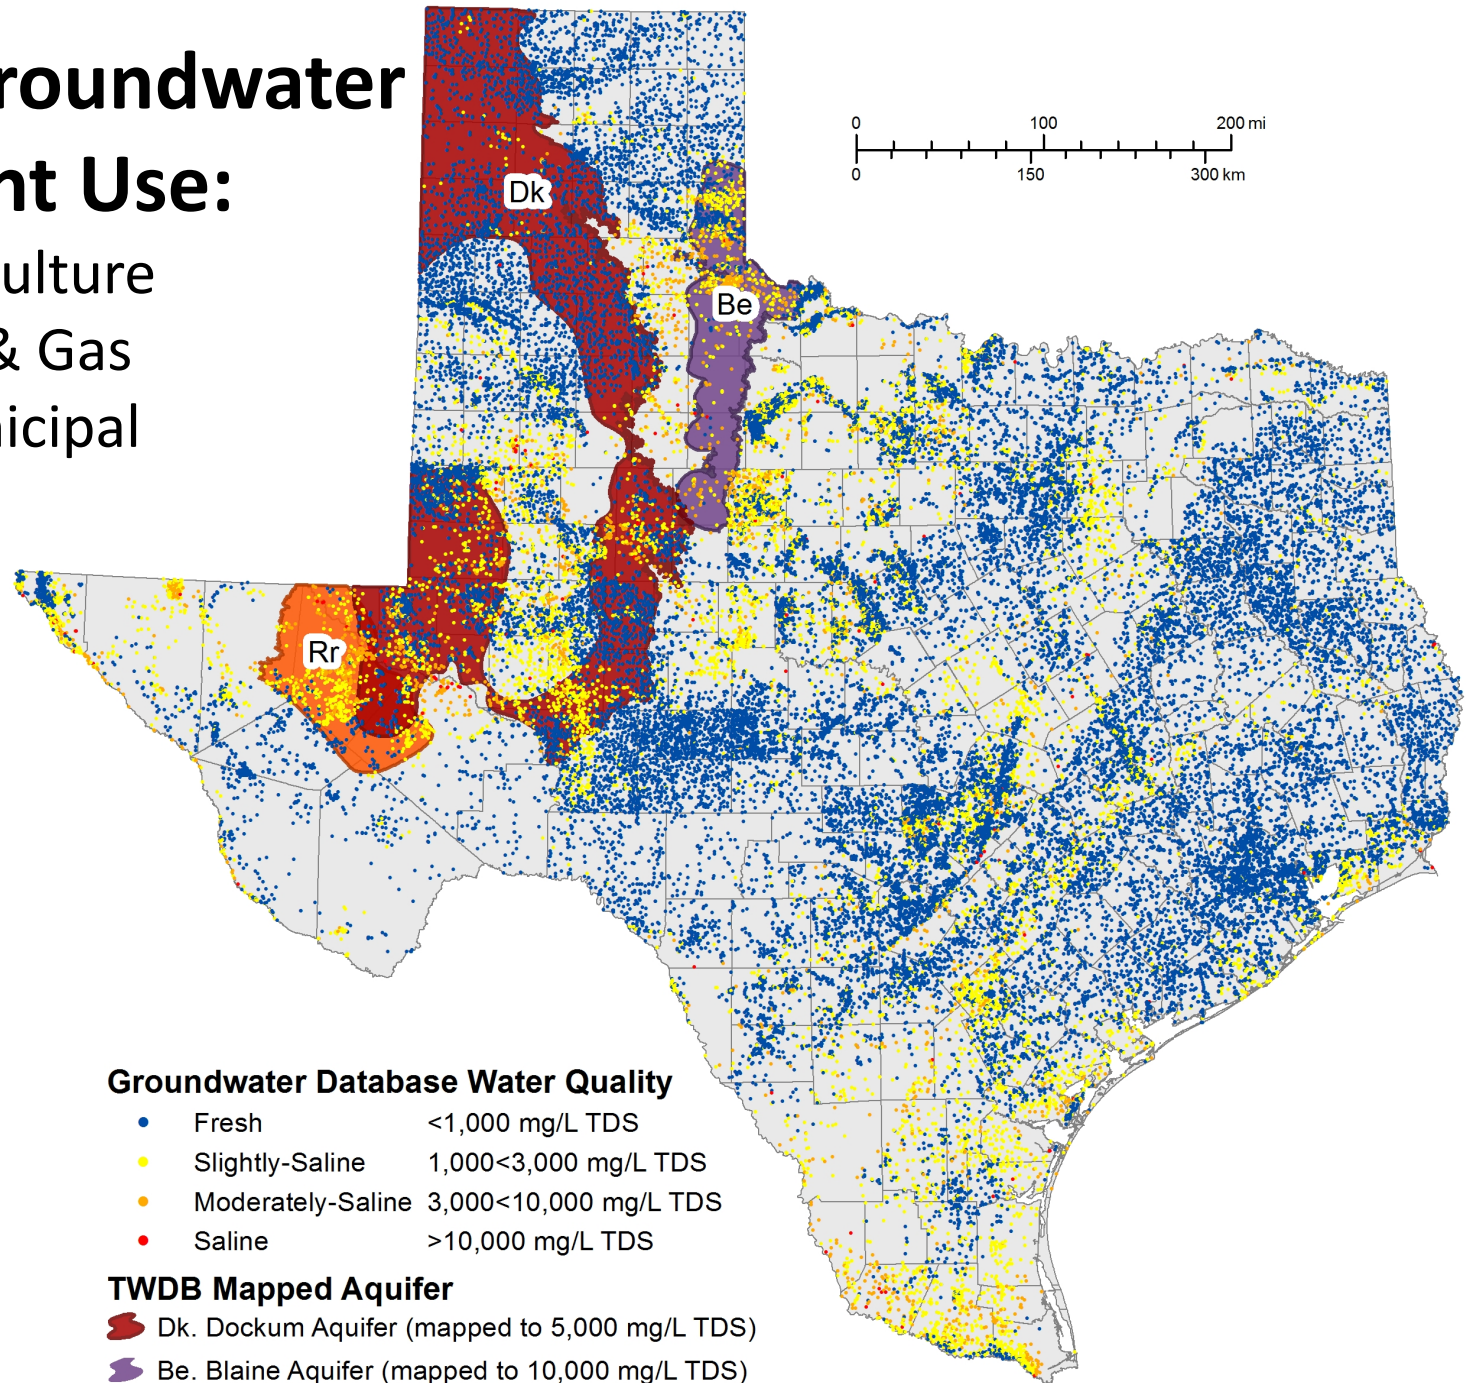 roundwater
nt Use:
ulture
& Gas
nicipal
0 100 200 mi
0 150 300 km
Dk
Be
Rr
Groundwater Database Water Quality
Fresh <1,000 mg/L TDS
Slightly-Saline 1,000<3,000 mg/L TDS
Moderately-Saline 3,000<10,000 mg/L TDS
Saline >10,000 mg/L TDS
TWDB Mapped Aquifer
Dk. Dockum Aquifer (mapped to 5,000 mg/L TDS)
Be. Blaine Aquifer (mapped to 10,000 mg/L TDS)